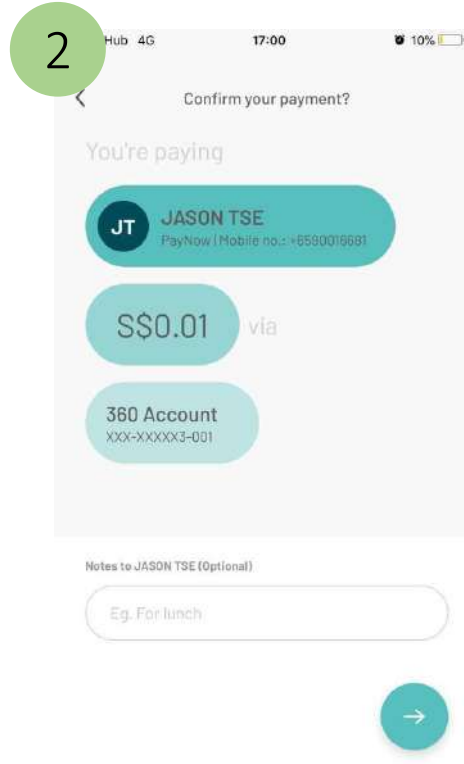 2
Hub 4G 17:00 10%
Confirm your payment?
You're paying
JT
JASON TSE
PayNow | Mobile no.: +6590016681
S$0.01 via
360 Account
XXX-XXXXX3-001
Notes to JASON TSE (Optional)
Eg. For lunch